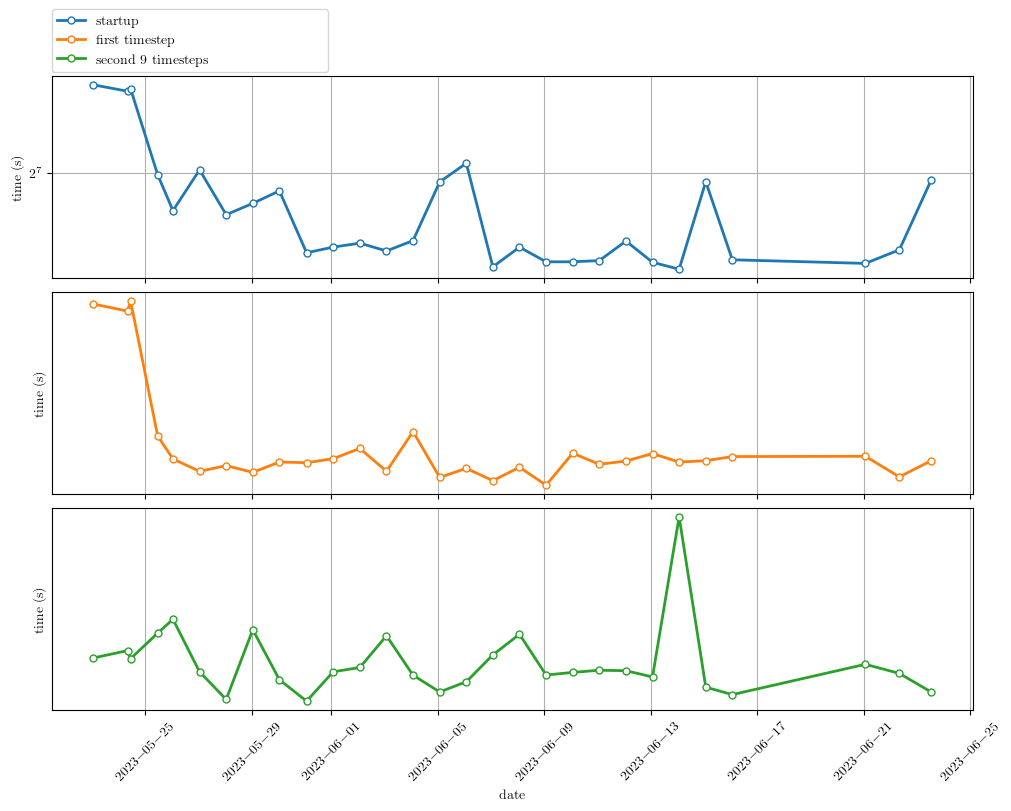 startup
first timestep
second 9 timesteps
time (s)
2⁷
time (s)
time (s)
2023−05−25
2023−05−29
2023−06−01
2023−06−05
2023−06−09
2023−06−13
2023−06−17
2023−06−21
2023−06−25
date